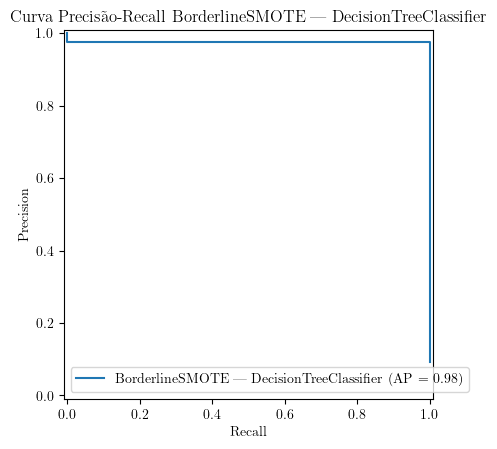 Curva Precisão-Recall BorderlineSMOTE — DecisionTreeClassifier
1.0
0.8
0.6
0.4
0.2
0.0
Precision
BorderlineSMOTE — DecisionTreeClassifier (AP = 0.98)
0.0 0.2 0.4 0.6 0.8 1.0
Recall